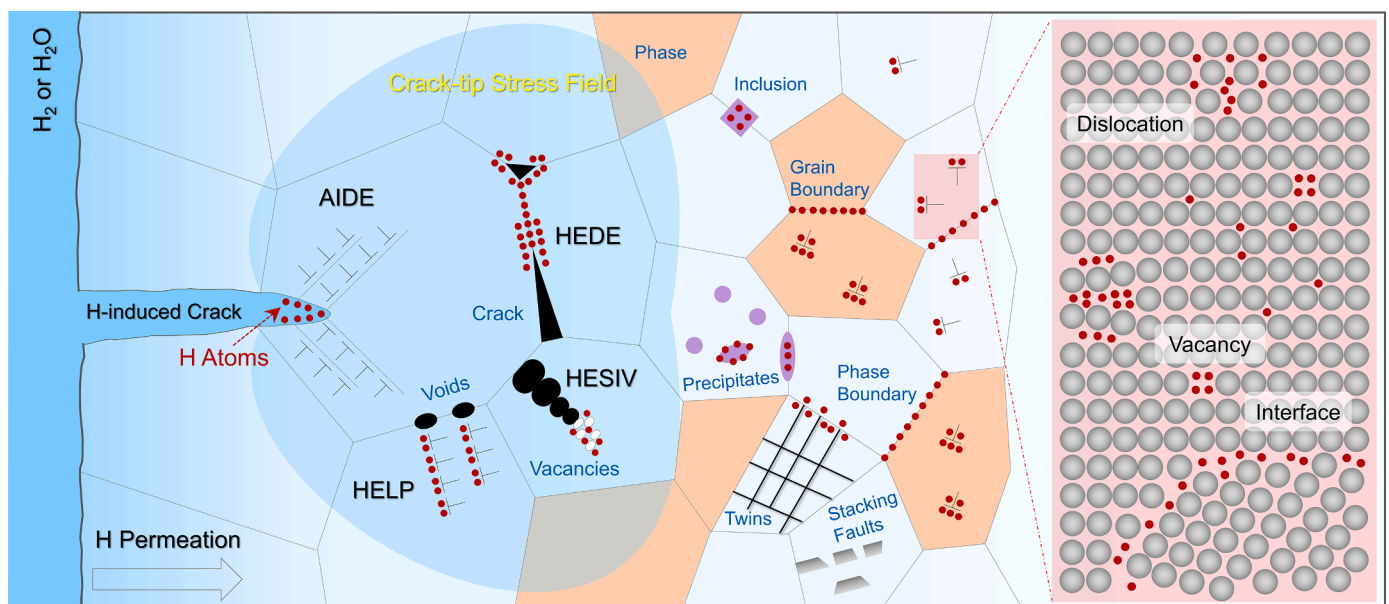 H2 or H2O
Crack-tip Stress Field
Phase
Inclusion
Dislocation
Grain
Boundary
AIDE
HEDE
H-induced Crack
Crack
H Atoms
Vacancy
HESIV
Precipitates
Phase
Boundary
Voids
Interface
Vacancies
HELP
Twins
Stacking
Faults
H Permeation